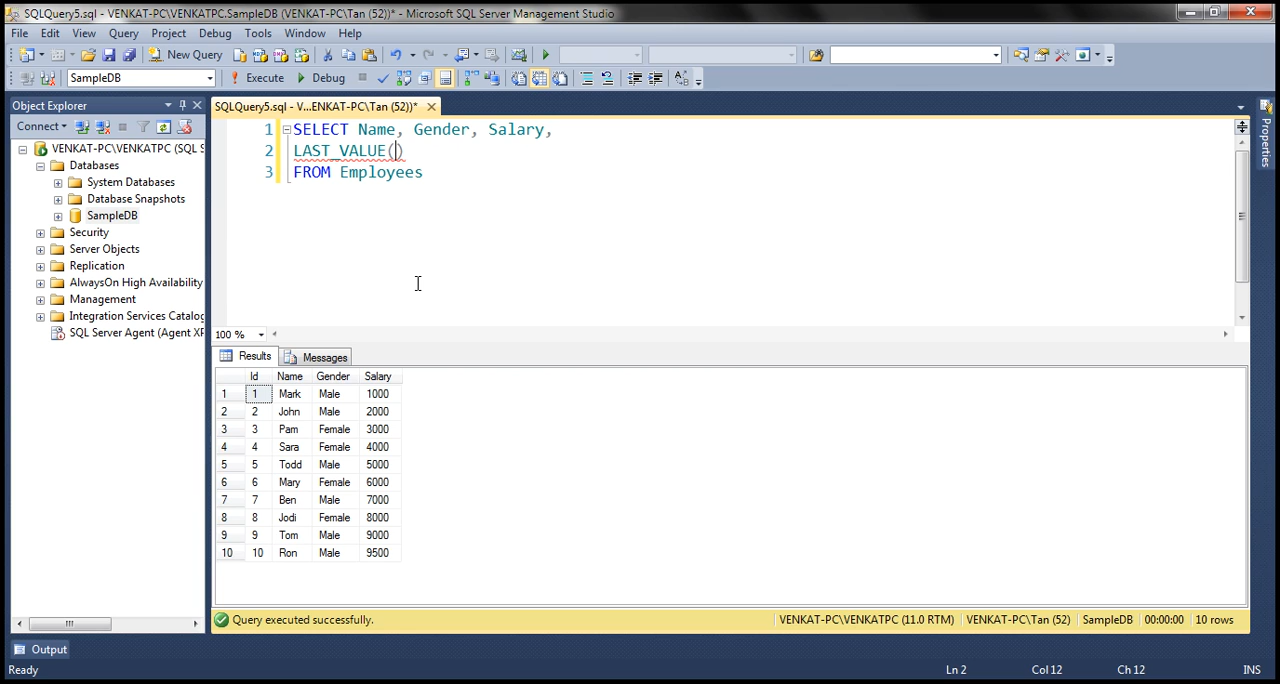 SQLQuery5.sql - VENKAT-PC\VENKATPC.SampleDB (VENKAT-PC\Tan (52))* - Microsoft SQL Server Management Studio
File Edit View Query Project Debug Tools Window Help
New Query
SampleDB Execute Debug
Object Explorer
SQLQuery5.sql - V...ENKAT-PC\Tan (52))*
Connect
VENKAT-PC\VENKATPC (SQL S
Databases
System Databases
Database Snapshots
SampleDB
Security
Server Objects
Replication
AlwaysOn High Availability
Management
Integration Services Catalog
SQL Server Agent (Agent XP
1 SELECT Name, Gender, Salary,
2 LAST_VALUE()
3 FROM Employees
100 %
Results Messages
Id Name Gender Salary
1 1 Mark Male 1000
2 2 John Male 2000
3 3 Pam Female 3000
4 4 Sara Female 4000
5 5 Todd Male 5000
6 6 Mary Female 6000
7 7 Ben Male 7000
8 8 Jodi Female 8000
9 9 Tom Male 9000
10 10 Ron Male 9500
Query executed successfully. VENKAT-PC\VENKATPC (11.0 RTM) VENKAT-PC\Tan (52) SampleDB 00:00:00 10 rows
Properties
Output
Ready Ln 2 Col 12 Ch 12 INS